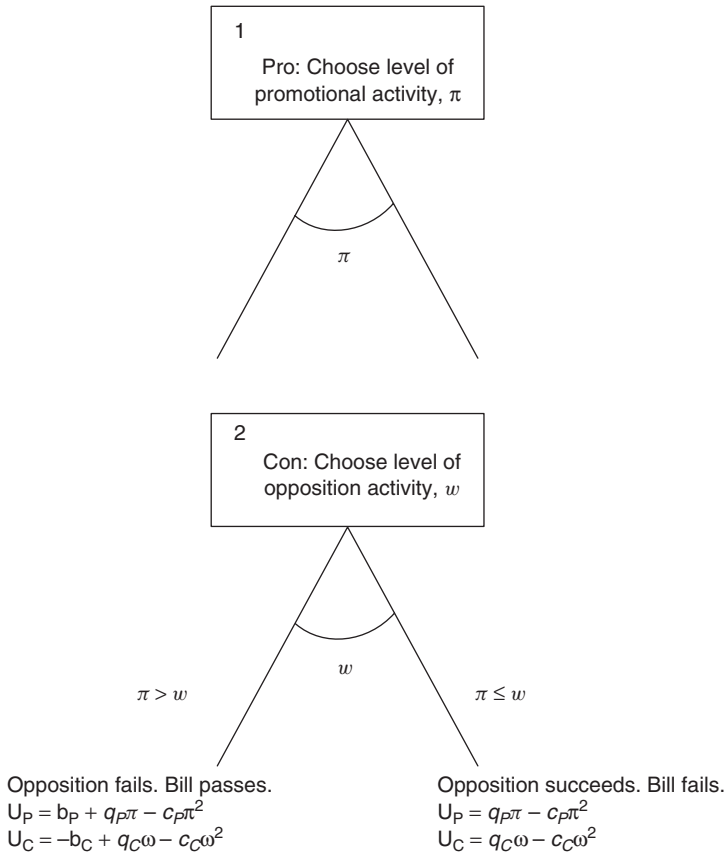 1
Pro: Choose level of
promotional activity, π
π
2
Con: Choose level of
opposition activity, w
w
π > w
π ≤ w
Opposition fails. Bill passes.
U_P = b_P + q_Pπ – c_Pπ²
U_C = –b_C + q_Cω – c_Cω²
Opposition succeeds. Bill fails.
U_P = q_Pπ – c_Pπ²
U_C = q_Cω – c_Cω²